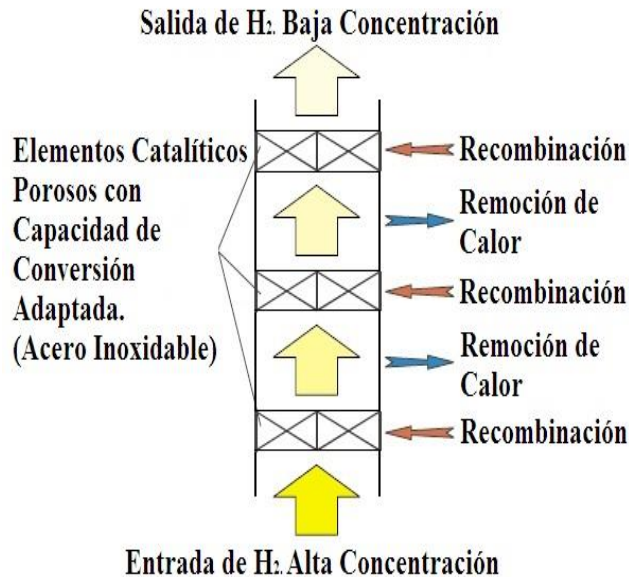 Salida de H₂. Baja Concentración
Elementos Catalíticos
Porosos con
Capacidad de
Conversión
Adaptada.
(Acero Inoxidable)
Recombinación
Remoción de
Calor
Recombinación
Remoción de
Calor
Recombinación
Entrada de H₂. Alta Concentración